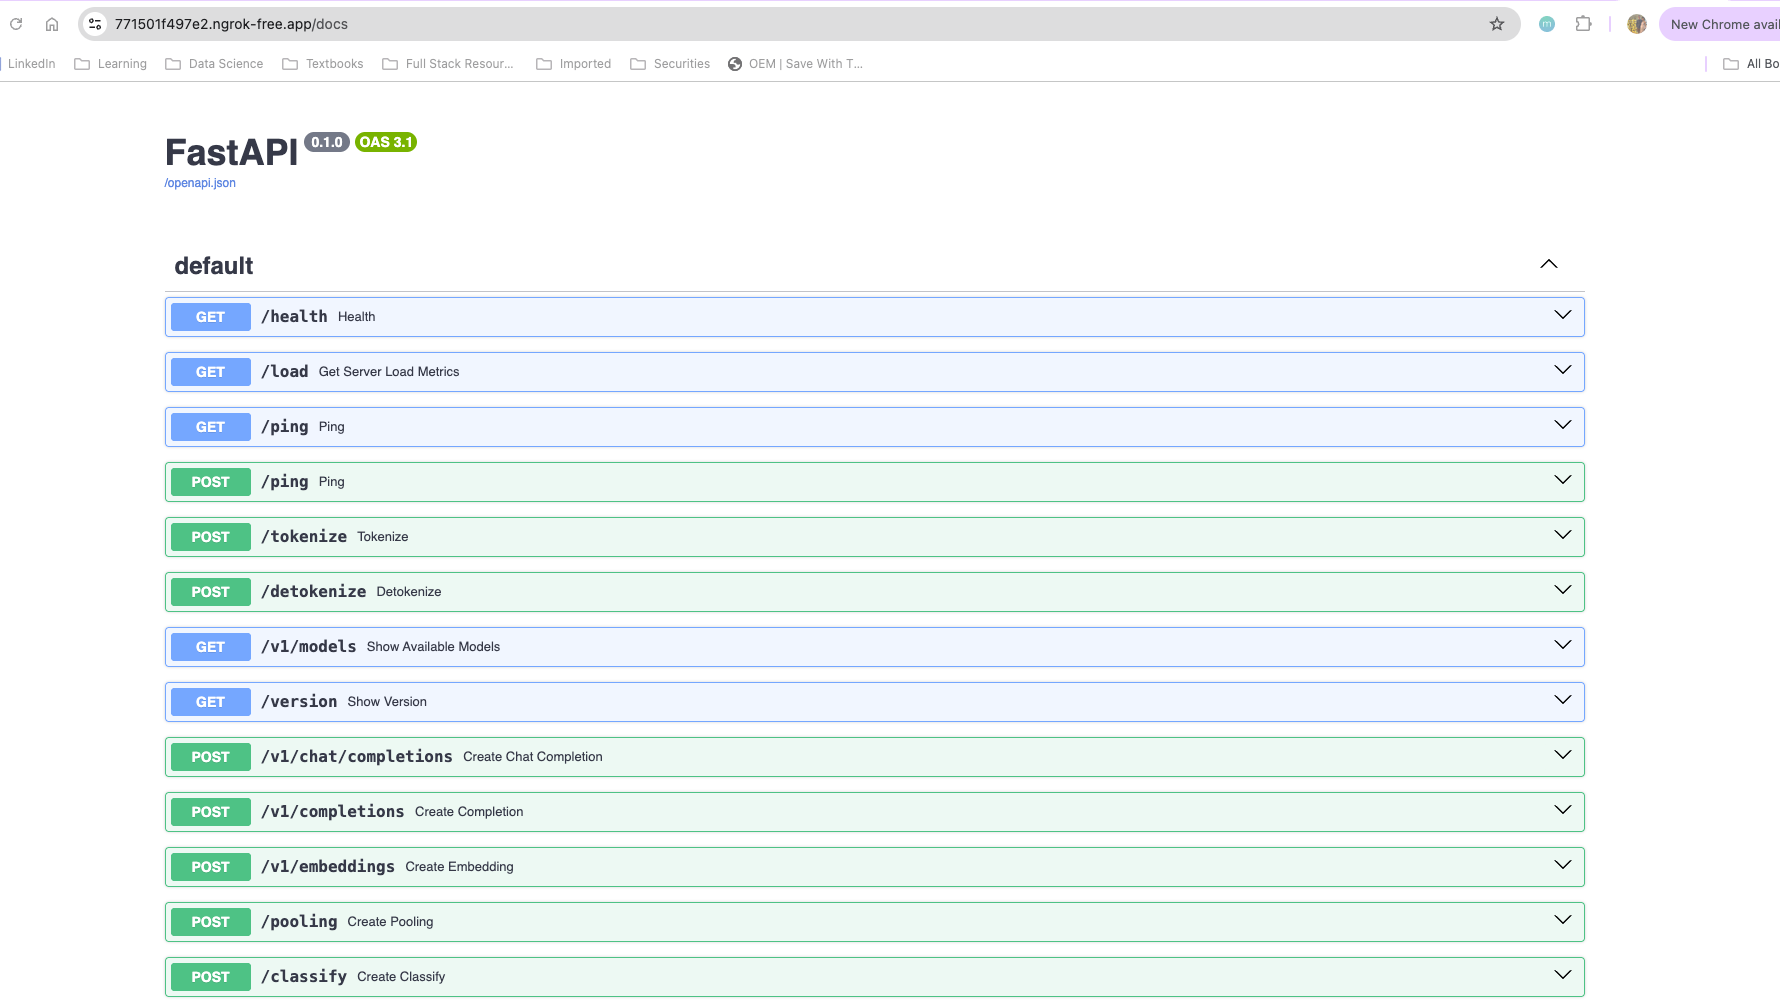 771501f497e2.ngrok-free.app/docs
New Chrome avail
LinkedIn Learning Data Science Textbooks Full Stack Resour... Imported Securities OEM | Save With T... All Bo
FastAPI 0.1.0 OAS 3.1
/openapi.json
default
GET /health Health
GET /load Get Server Load Metrics
GET /ping Ping
POST /ping Ping
POST /tokenize Tokenize
POST /detokenize Detokenize
GET /v1/models Show Available Models
GET /version Show Version
POST /v1/chat/completions Create Chat Completion
POST /v1/completions Create Completion
POST /v1/embeddings Create Embedding
POST /pooling Create Pooling
POST /classify Create Classify